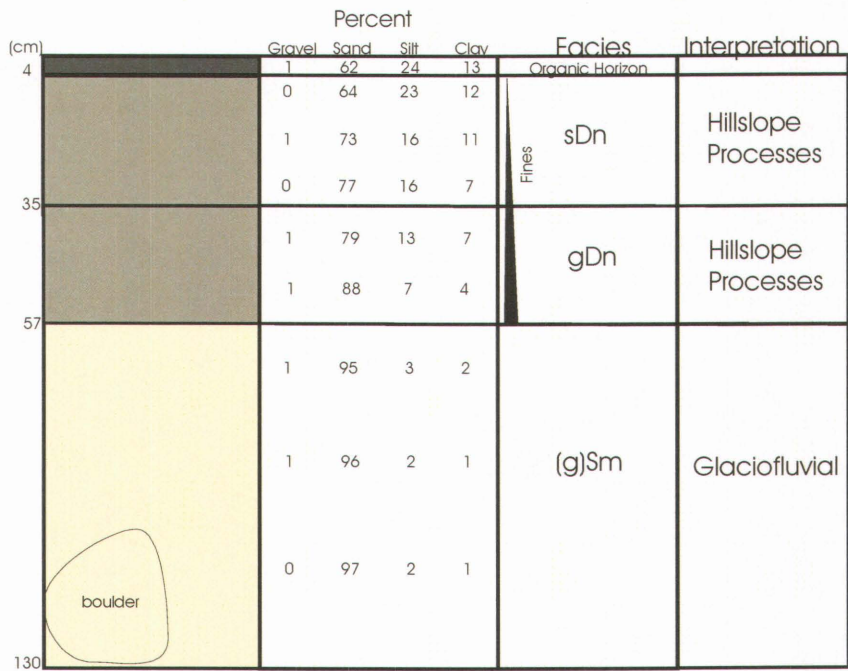 Percent
(cm) Gravel Sand Silt Clay Facies Interpretation
4 1 62 24 13 Organic Horizon
0 64 23 12
1 73 16 11 sDn Hillslope Processes
Fines
0 77 16 7
35
1 79 13 7 gDn Hillslope Processes
1 88 7 4
57
1 95 3 2
1 96 2 1 (g)Sm Glaciofluvial
0 97 2 1
boulder
130